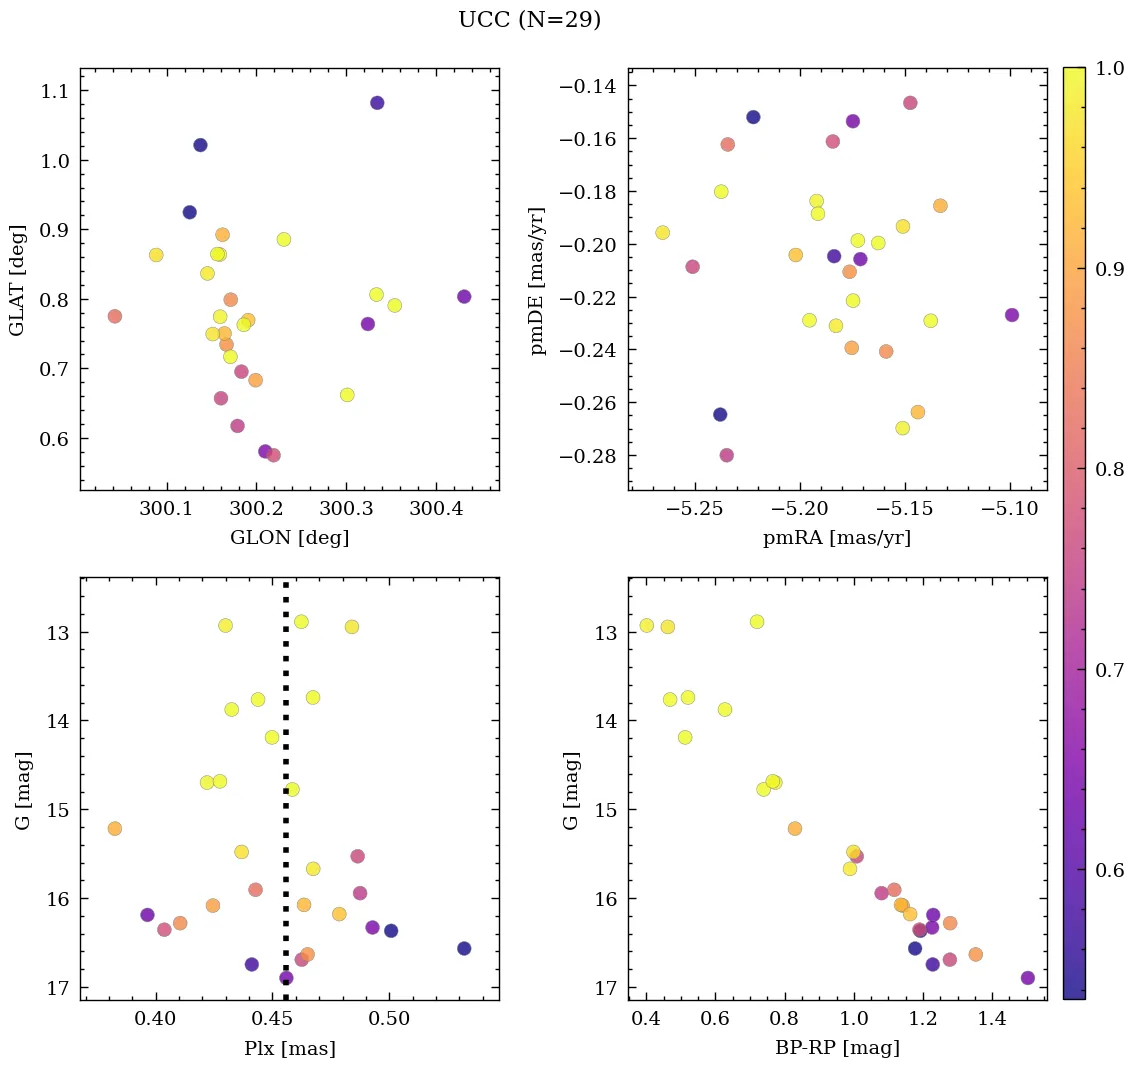 UCC (N=29)
1.1
1.0
0.9
0.8
0.7
0.6
GLAT [deg]
300.1 300.2 300.3 300.4
GLON [deg]
−0.14
−0.16
−0.18
−0.20
−0.22
−0.24
−0.26
−0.28
pmDE [mas/yr]
−5.25 −5.20 −5.15 −5.10
pmRA [mas/yr]
13
14
15
16
17
G [mag]
0.40 0.45 0.50
Plx [mas]
13
14
15
16
17
G [mag]
0.4 0.6 0.8 1.0 1.2 1.4
BP-RP [mag]
1.0
0.9
0.8
0.7
0.6